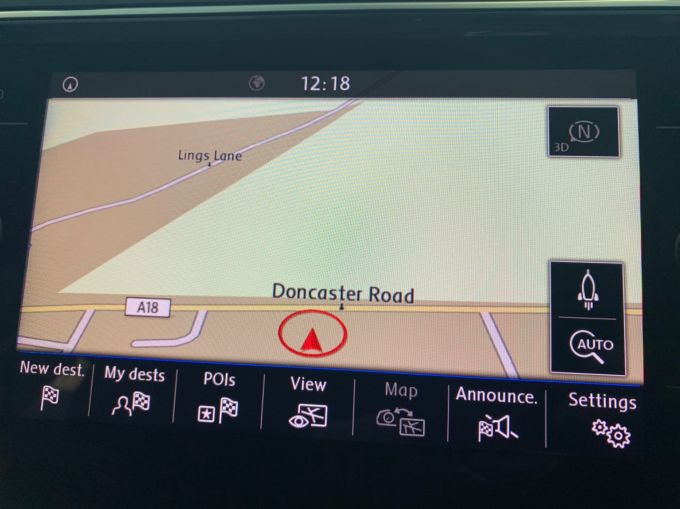 12:18
Lings Lane
N
3D
Doncaster Road
A18
AUTO
New dest.
My dests
POIs
View
Map
Announce.
Settings